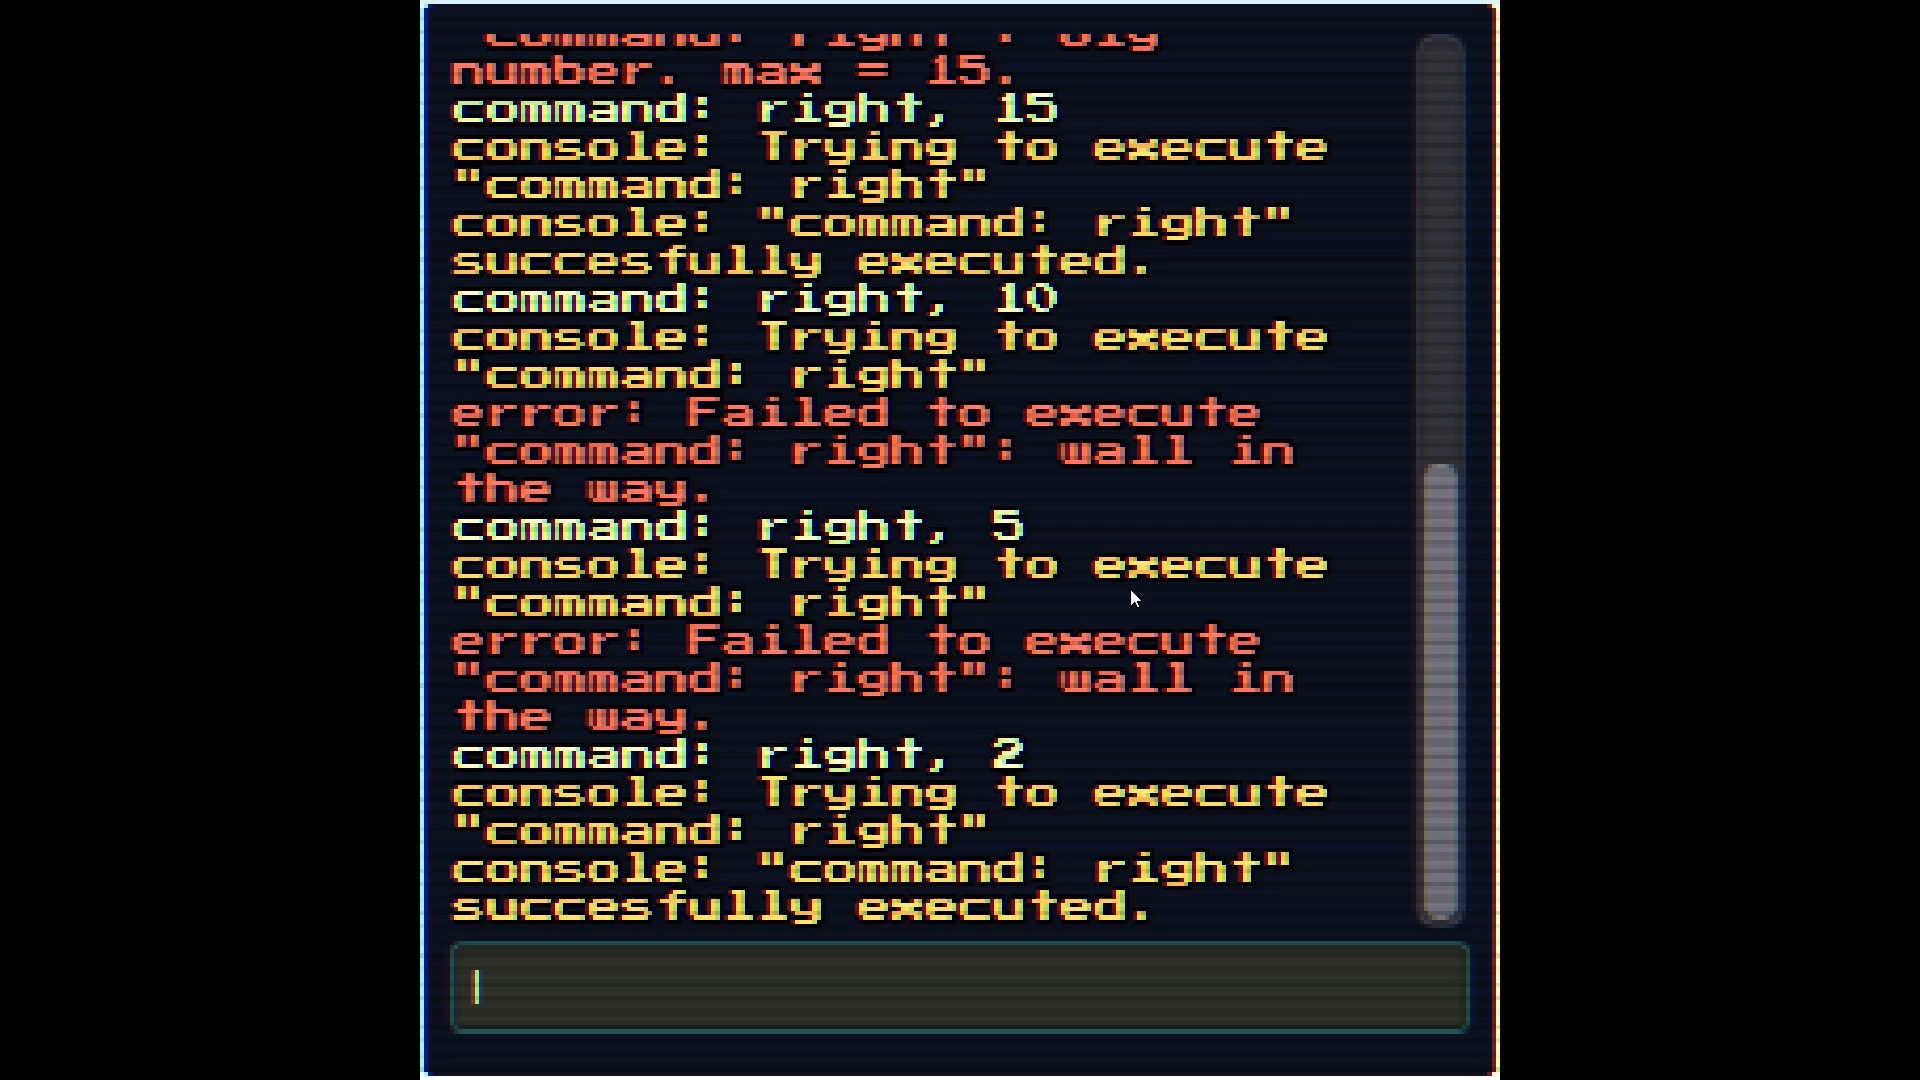 "command: right": big
number. max = 15.
command: right, 15
console: Trying to execute
"command: right"
console: "command: right"
succesfully executed.
command: right, 10
console: Trying to execute
"command: right"
error: Failed to execute
"command: right": wall in
the way.
command: right, 5
console: Trying to execute
"command: right"
error: Failed to execute
"command: right": wall in
the way.
command: right, 2
console: Trying to execute
"command: right"
console: "command: right"
succesfully executed.